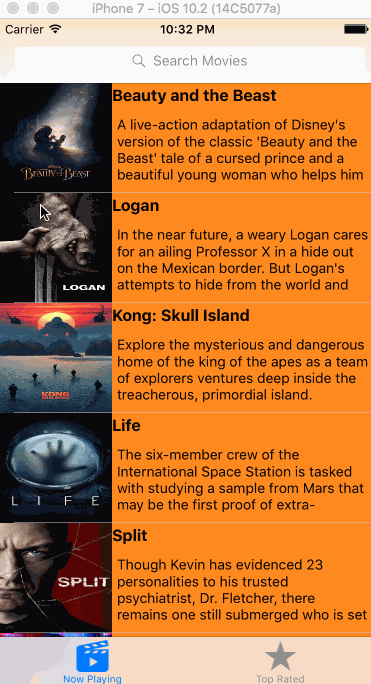 iPhone 7 – iOS 10.2 (14C5077a)
Carrier 10:32 PM
Search Movies
Beauty and the Beast
A live-action adaptation of Disney's
version of the classic 'Beauty and the
Beast' tale of a cursed prince and a
beautiful young woman who helps him
BEAUTY AND THE BEAST
Logan
In the near future, a weary Logan cares
for an ailing Professor X in a hide out
on the Mexican border. But Logan's
attempts to hide from the world and
LOGAN
Kong: Skull Island
Explore the mysterious and dangerous
home of the king of the apes as a team
of explorers ventures deep inside the
treacherous, primordial island.
KONG
Life
The six-member crew of the
International Space Station is tasked
with studying a sample from Mars that
may be the first proof of extra-
LIFE
Split
Though Kevin has evidenced 23
personalities to his trusted
psychiatrist, Dr. Fletcher, there
remains one still submerged who is set
SPLIT
Now Playing
Top Rated